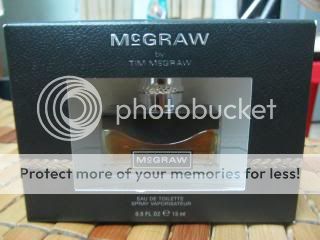 McGRAW
by
TIM McGRAW
photobucket
McGRAW
Protect more of your memories for less!
EAU DE TOILETTE
SPRAY VAPORISATEUR
0.5 FL OZ e 15 ml